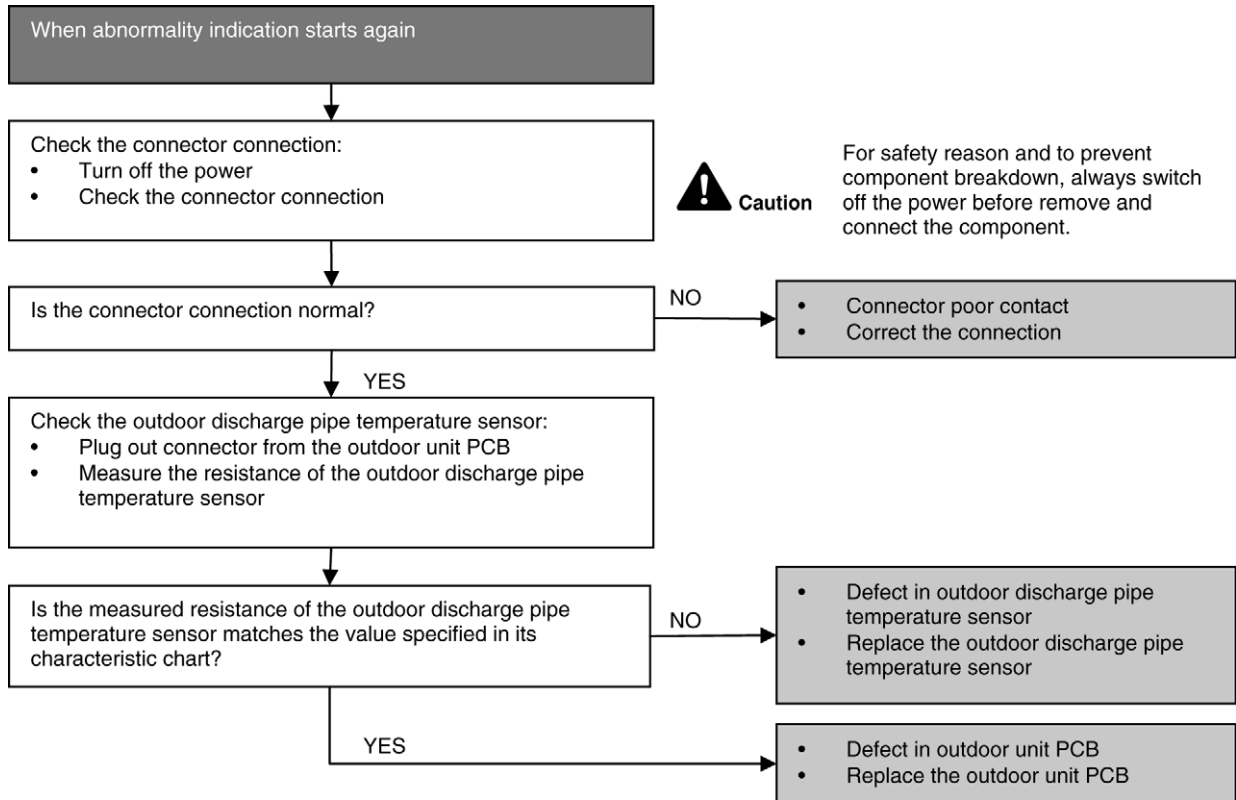 When abnormality indication starts again
Check the connector connection:
• Turn off the power
• Check the connector connection
Caution
For safety reason and to prevent
component breakdown, always switch
off the power before remove and
connect the component.
Is the connector connection normal?
NO
• Connector poor contact
• Correct the connection
YES
Check the outdoor discharge pipe temperature sensor:
• Plug out connector from the outdoor unit PCB
• Measure the resistance of the outdoor discharge pipe
temperature sensor
Is the measured resistance of the outdoor discharge pipe
temperature sensor matches the value specified in its
characteristic chart?
NO
• Defect in outdoor discharge pipe
temperature sensor
• Replace the outdoor discharge pipe
temperature sensor
YES
• Defect in outdoor unit PCB
• Replace the outdoor unit PCB